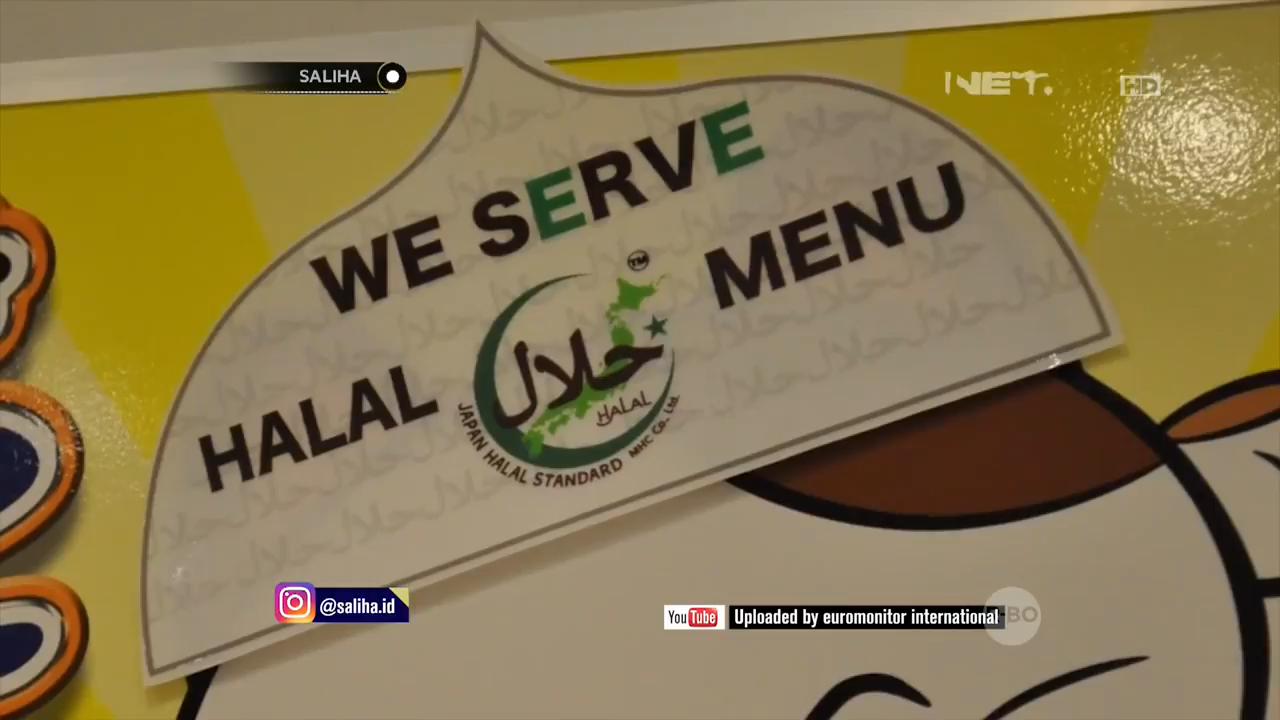 SALIHA
NET.
HD
WE SERVE
HALAL
MENU
TM
حلال
HALAL
JAPAN HALAL STANDARD MHC Co., Ltd.
@saliha.id
YouTube
Uploaded by euromonitor international